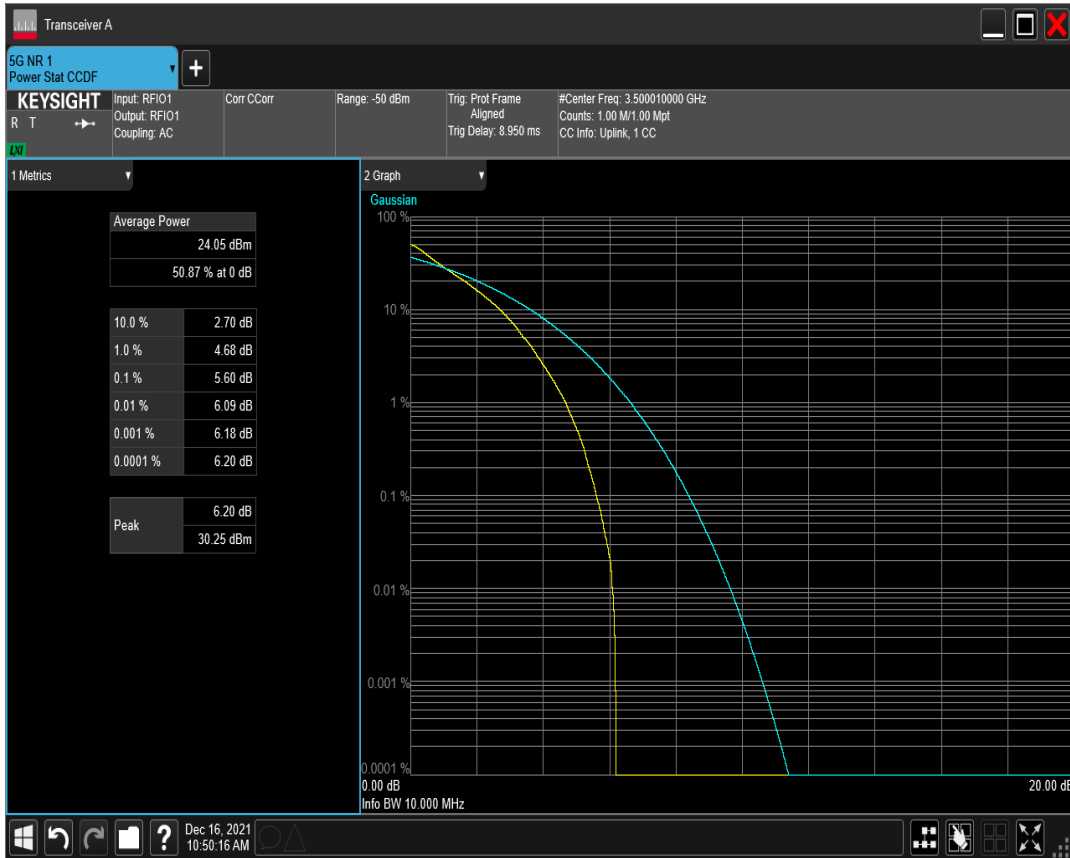 Transceiver A
5G NR 1
Power Stat CCDF
KEYSIGHT
R T
LXI
Input: RFIO1
Output: RFIO1
Coupling: AC
Corr CCorr
Range: -50 dBm
Trig: Prot Frame
Aligned
Trig Delay: 8.950 ms
#Center Freq: 3.500010000 GHz
Counts: 1.00 M/1.00 Mpt
CC Info: Uplink, 1 CC
1 Metrics
Average Power
24.05 dBm
50.87 % at 0 dB
10.0 % 2.70 dB
1.0 % 4.68 dB
0.1 % 5.60 dB
0.01 % 6.09 dB
0.001 % 6.18 dB
0.0001 % 6.20 dB
Peak
6.20 dB
30.25 dBm
2 Graph
Gaussian
100 %
10 %
1 %
0.1 %
0.01 %
0.001 %
0.0001 %
0.00 dB 20.00 dB
Info BW 10.000 MHz
? Dec 16, 2021
10:50:16 AM